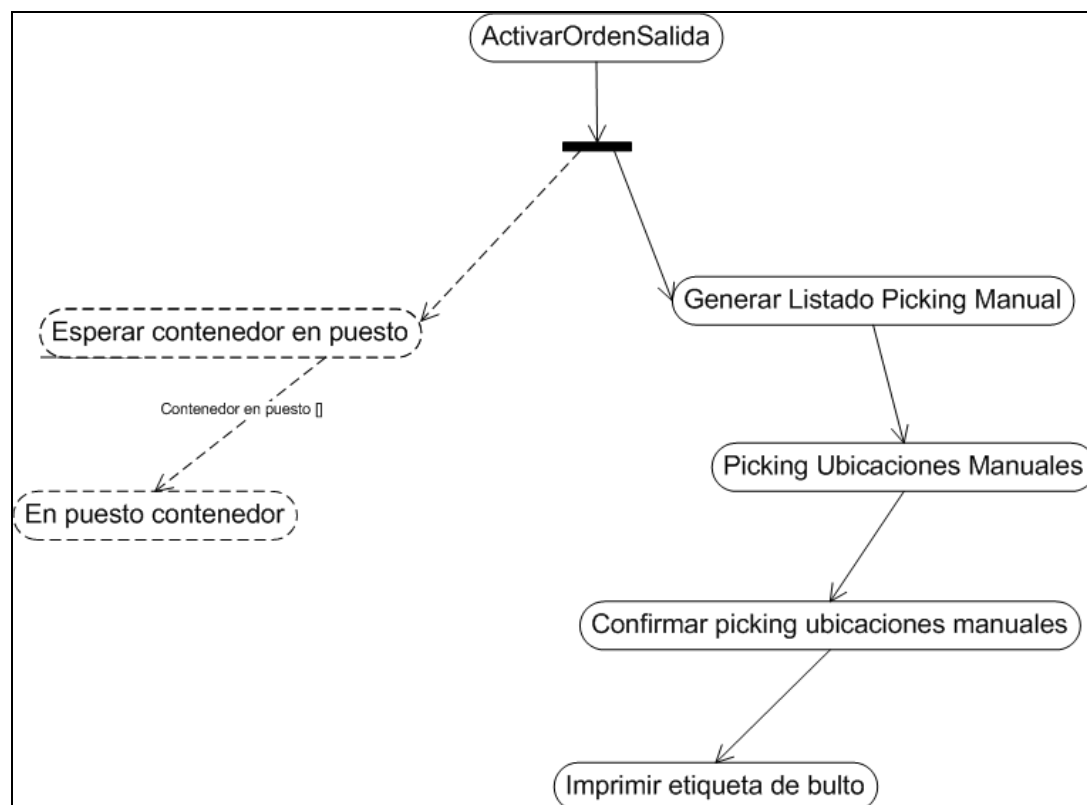 ActivarOrdenSalida
Generar Listado Picking Manual
Esperar contenedor en puesto
Contenedor en puesto []
Picking Ubicaciones Manuales
En puesto contenedor
Confirmar picking ubicaciones manuales
Imprimir etiqueta de bulto